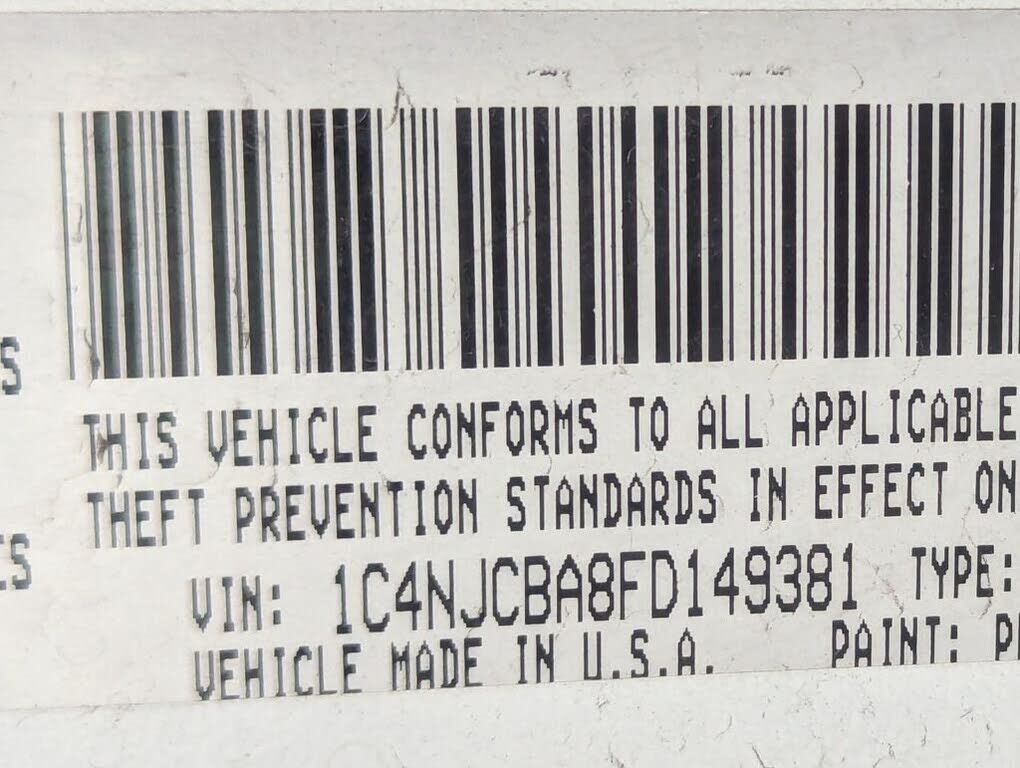 S
THIS VEHICLE CONFORMS TO ALL APPLICABLE
THEFT PREVENTION STANDARDS IN EFFECT ON
ES
VIN: 1C4NJCBA8FD149381 TYPE:
VEHICLE MADE IN U.S.A. PAINT: P